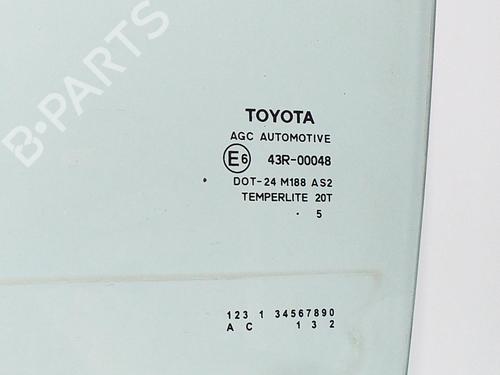 B-PARTS
TOYOTA
AGC AUTOMOTIVE
E6 43R-00048
DOT-24 M188 AS2
TEMPERLITE 20T
. 5
123 1 34567890
A C 1 3 2